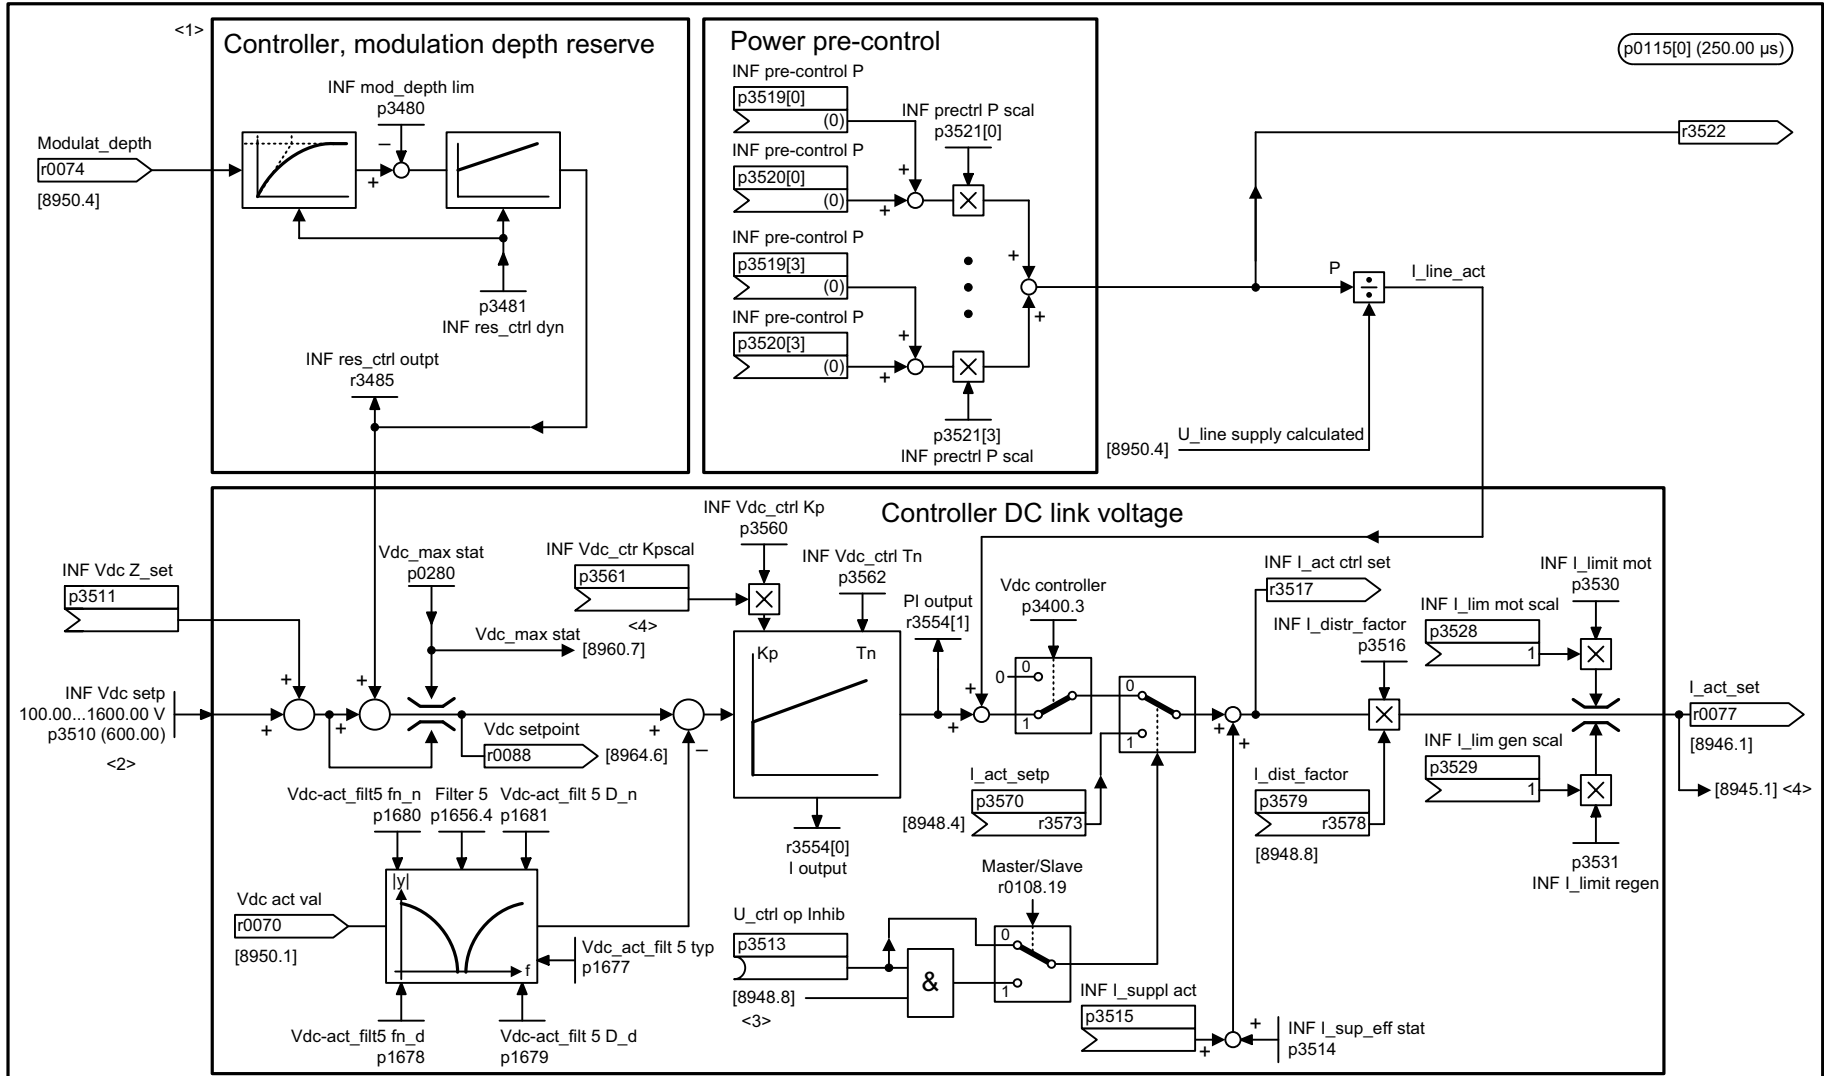 <1>
Controller, modulation depth reserve
INF mod_depth lim
p3480
Modulat_depth
r0074
[8950.4]
–
+
p3481
INF res_ctrl dyn
INF res_ctrl outpt
r3485
Power pre-control
INF pre-control P
p3519[0]
(0)
INF prectrl P scal
p3521[0]
INF pre-control P
p3520[0]
(0)
+
+
INF pre-control P
p3519[3]
(0)
INF pre-control P
p3520[3]
(0)
+
+
+
+
p3521[3]
INF prectrl P scal
p0115[0] (250.00 µs)
r3522
P
I_line_act
U_line supply calculated
[8950.4]
Controller DC link voltage
INF Vdc Z_set
p3511
INF Vdc setp
100.00...1600.00 V
p3510 (600.00)
<2>
+
+
+
+
Vdc_max stat
p0280
Vdc_max stat
[8960.7]
Vdc setpoint
r0088
[8964.6]
INF Vdc_ctrl Kp
p3560
INF Vdc_ctr Kpscal
p3561
<4>
INF Vdc_ctrl Tn
p3562
Kp
Tn
+
–
PI output
r3554[1]
r3554[0]
I output
+
+
Vdc controller
p3400.3
0
0
1
0
1
I_act_setp
p3570
r3573
[8948.4]
+
+
INF I_act ctrl set
r3517
INF I_distr_factor
p3516
I_dist_factor
p3579
r3578
[8948.8]
INF I_limit mot
p3530
INF I_lim mot scal
p3528
1
INF I_lim gen scal
p3529
1
p3531
INF I_limit regen
I_act_set
r0077
[8946.1]
[8945.1] <4>
Vdc-act_filt5 fn_n
p1680
Filter 5
p1656.4
Vdc-act_filt 5 D_n
p1681
|y|
f
Vdc act val
r0070
[8950.1]
Vdc_act_filt 5 typ
p1677
Vdc-act_filt5 fn_d
p1678
Vdc-act_filt 5 D_d
p1679
U_ctrl op Inhib
p3513
[8948.8]
<3>
&
Master/Slave
r0108.19
0
1
INF I_suppl act
p3515
+
+
INF I_sup_eff stat
p3514